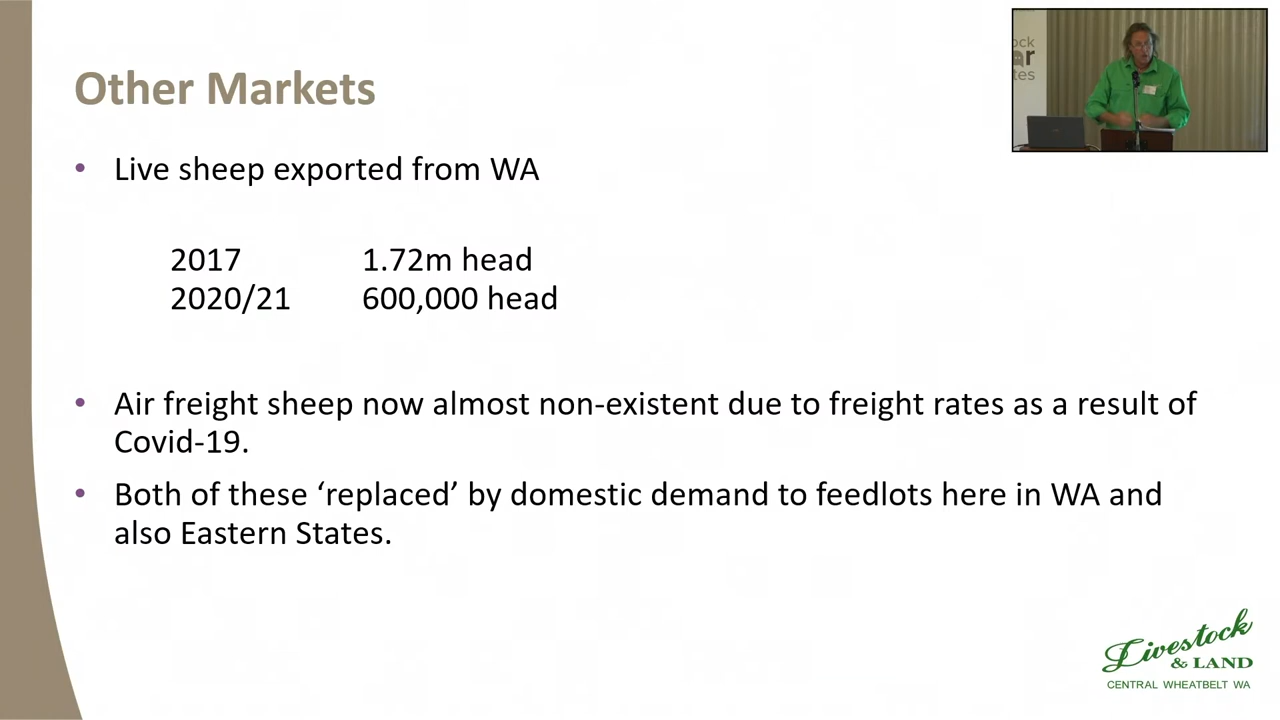 Other Markets
• Live sheep exported from WA
2017 1.72m head
2020/21 600,000 head
• Air freight sheep now almost non-existent due to freight rates as a result of
Covid-19.
• Both of these ‘replaced’ by domestic demand to feedlots here in WA and
also Eastern States.
Livestock
& LAND
CENTRAL WHEATBELT WA